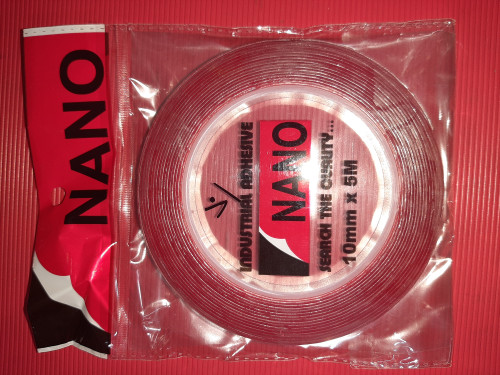 NANO
INDUSTRIAL ADHESIVE
NANO
SEARCH THE QUALITY...
10mm x 5M